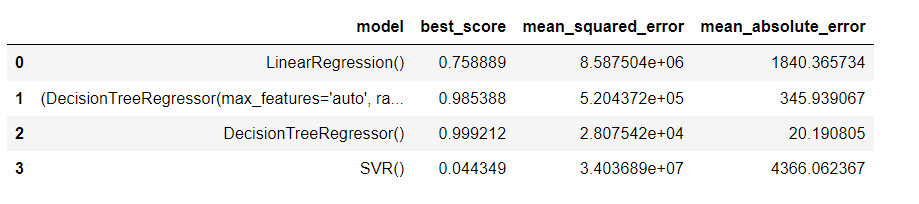 model best_score mean_squared_error mean_absolute_error
0 LinearRegression() 0.758889 8.587504e+06 1840.365734
1 (DecisionTreeRegressor(max_features='auto', ra... 0.985388 5.204372e+05 345.939067
2 DecisionTreeRegressor() 0.999212 2.807542e+04 20.190805
3 SVR() 0.044349 3.403689e+07 4366.062367